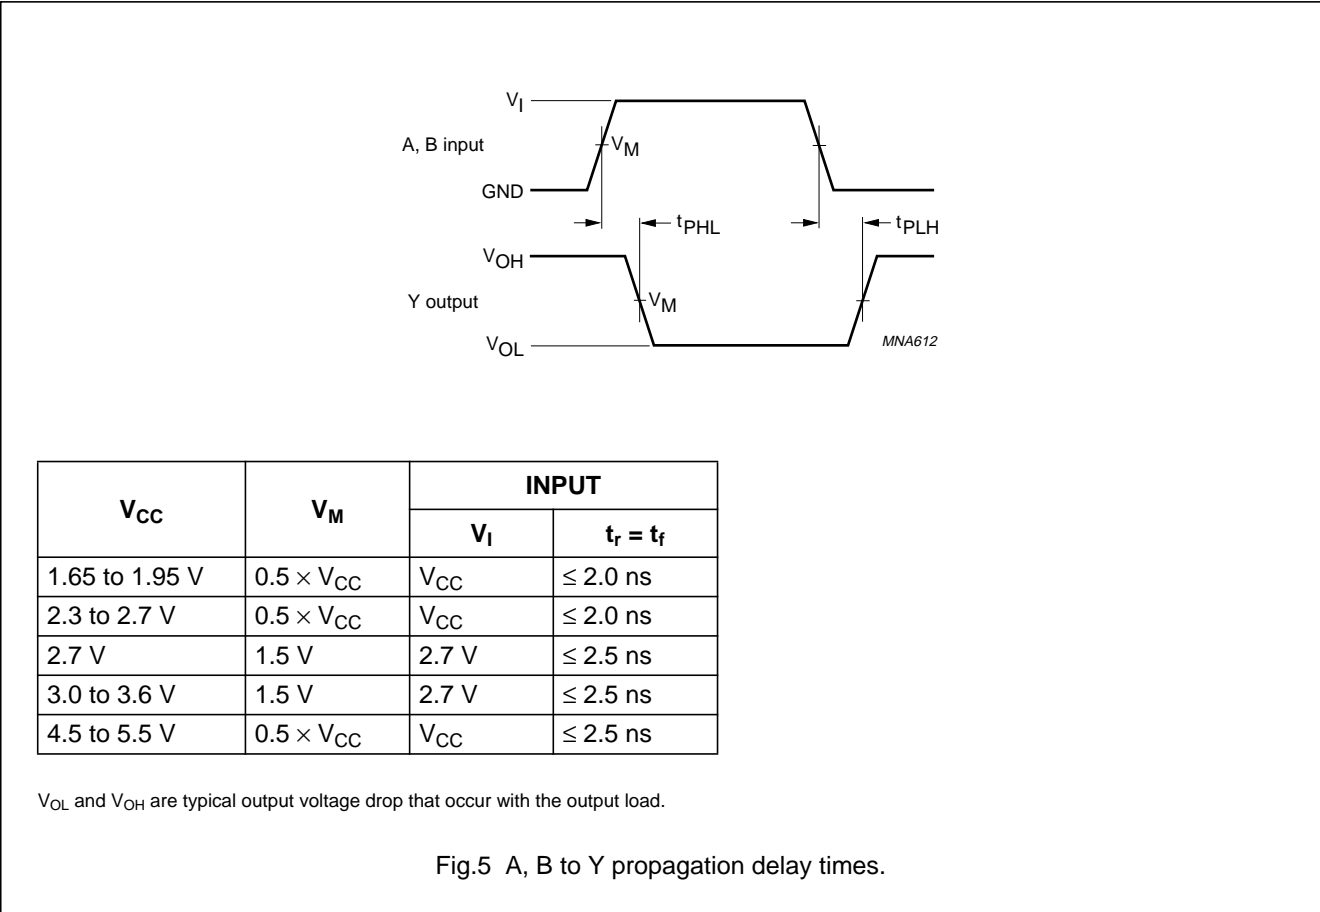 V_I
A, B input
V_M
GND
t_PHL
t_PLH
V_OH
Y output
V_M
V_OL
MNA612
V_CC V_M INPUT
V_I t_r = t_f
1.65 to 1.95 V 0.5 × V_CC V_CC ≤ 2.0 ns
2.3 to 2.7 V 0.5 × V_CC V_CC ≤ 2.0 ns
2.7 V 1.5 V 2.7 V ≤ 2.5 ns
3.0 to 3.6 V 1.5 V 2.7 V ≤ 2.5 ns
4.5 to 5.5 V 0.5 × V_CC V_CC ≤ 2.5 ns
V_OL and V_OH are typical output voltage drop that occur with the output load.
Fig.5 A, B to Y propagation delay times.